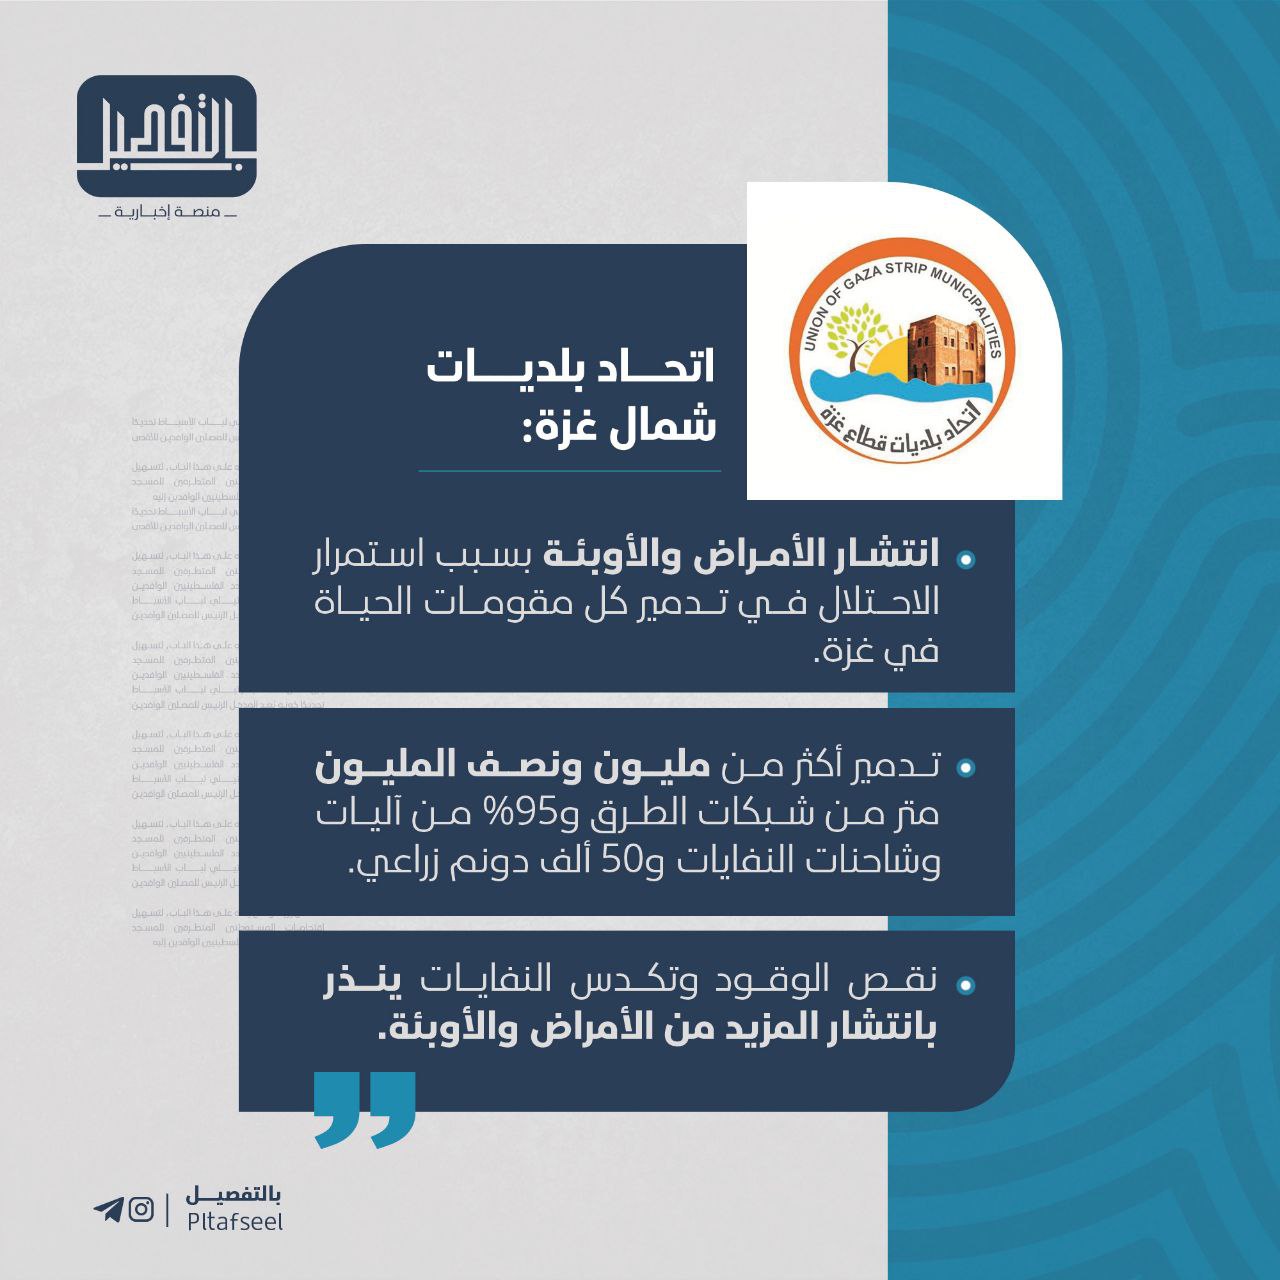 بالتفصيل
منصة إخبارية
UNION OF GAZA STRIP MUNICIPALITIES
اتحاد بلديات قطاع غزة
اتحاد بلديات
شمال غزة:
انتشار الأمراض والأوبئة بسبب استمرار
الاحتلال في تدمير كل مقومات الحياة
في غزة.
تدمير أكثر من مليون ونصف المليون
متر من شبكات الطرق و95% من آليات
وشاحنات النفايات و50 ألف دونم زراعي.
نقص الوقود وتكدس النفايات ينذر
بانتشار المزيد من الأمراض والأوبئة.
بالتفصيل
Pltafseel